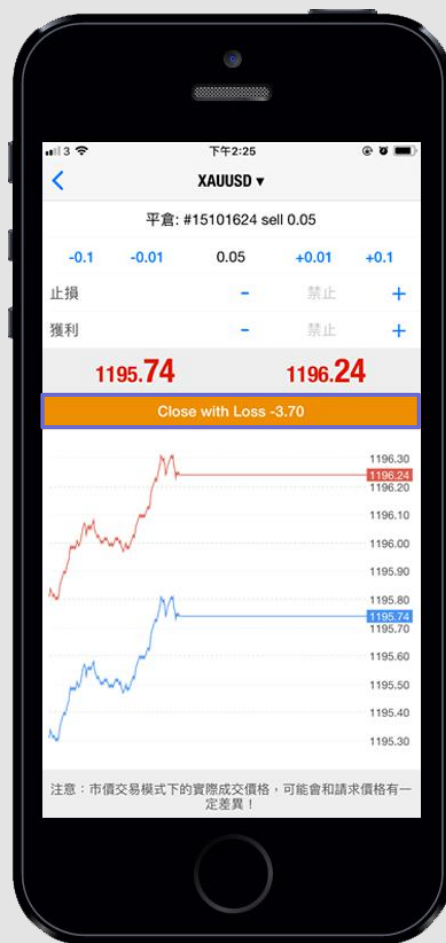 3
下午2:25
XAUUSD ▾
平倉: #15101624 sell 0.05
-0.1 -0.01 0.05 +0.01 +0.1
止損 − 禁止 +
獲利 − 禁止 +
1195.74 1196.24
Close with Loss -3.70
1196.30
1196.24
1196.20
1196.10
1196.00
1195.90
1195.80
1195.74
1195.70
1195.60
1195.50
1195.40
1195.30
注意：市價交易模式下的實際成交價格，可能會和請求價格有一
定差異！